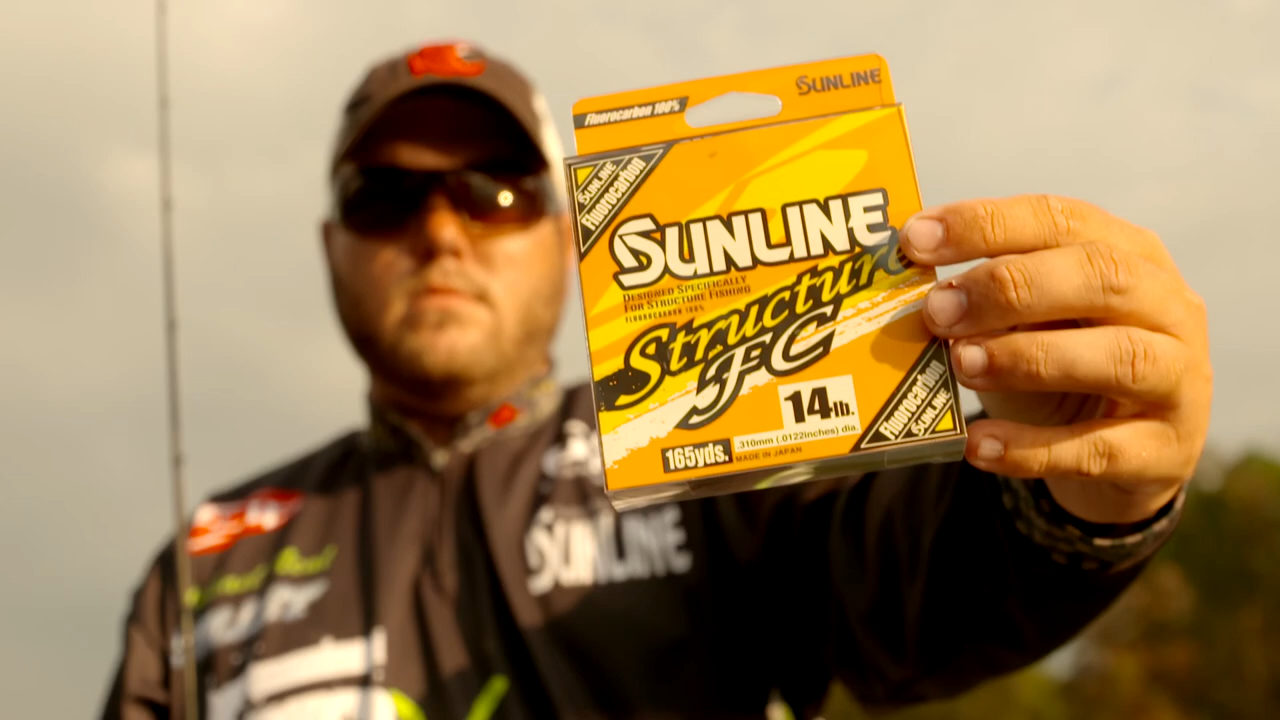 SUNLINE
Fluorocarbon 100%
SUNLINE
Fluorocarbon
SUNLINE
DESIGNED SPECIFICALLY
FOR STRUCTURE FISHING
FLUOROCARBON 100%
Structure
FC
14lb.
.310mm (.0122inches) dia.
165yds.
MADE IN JAPAN
Fluorocarbon
SUNLINE
SUNLINE